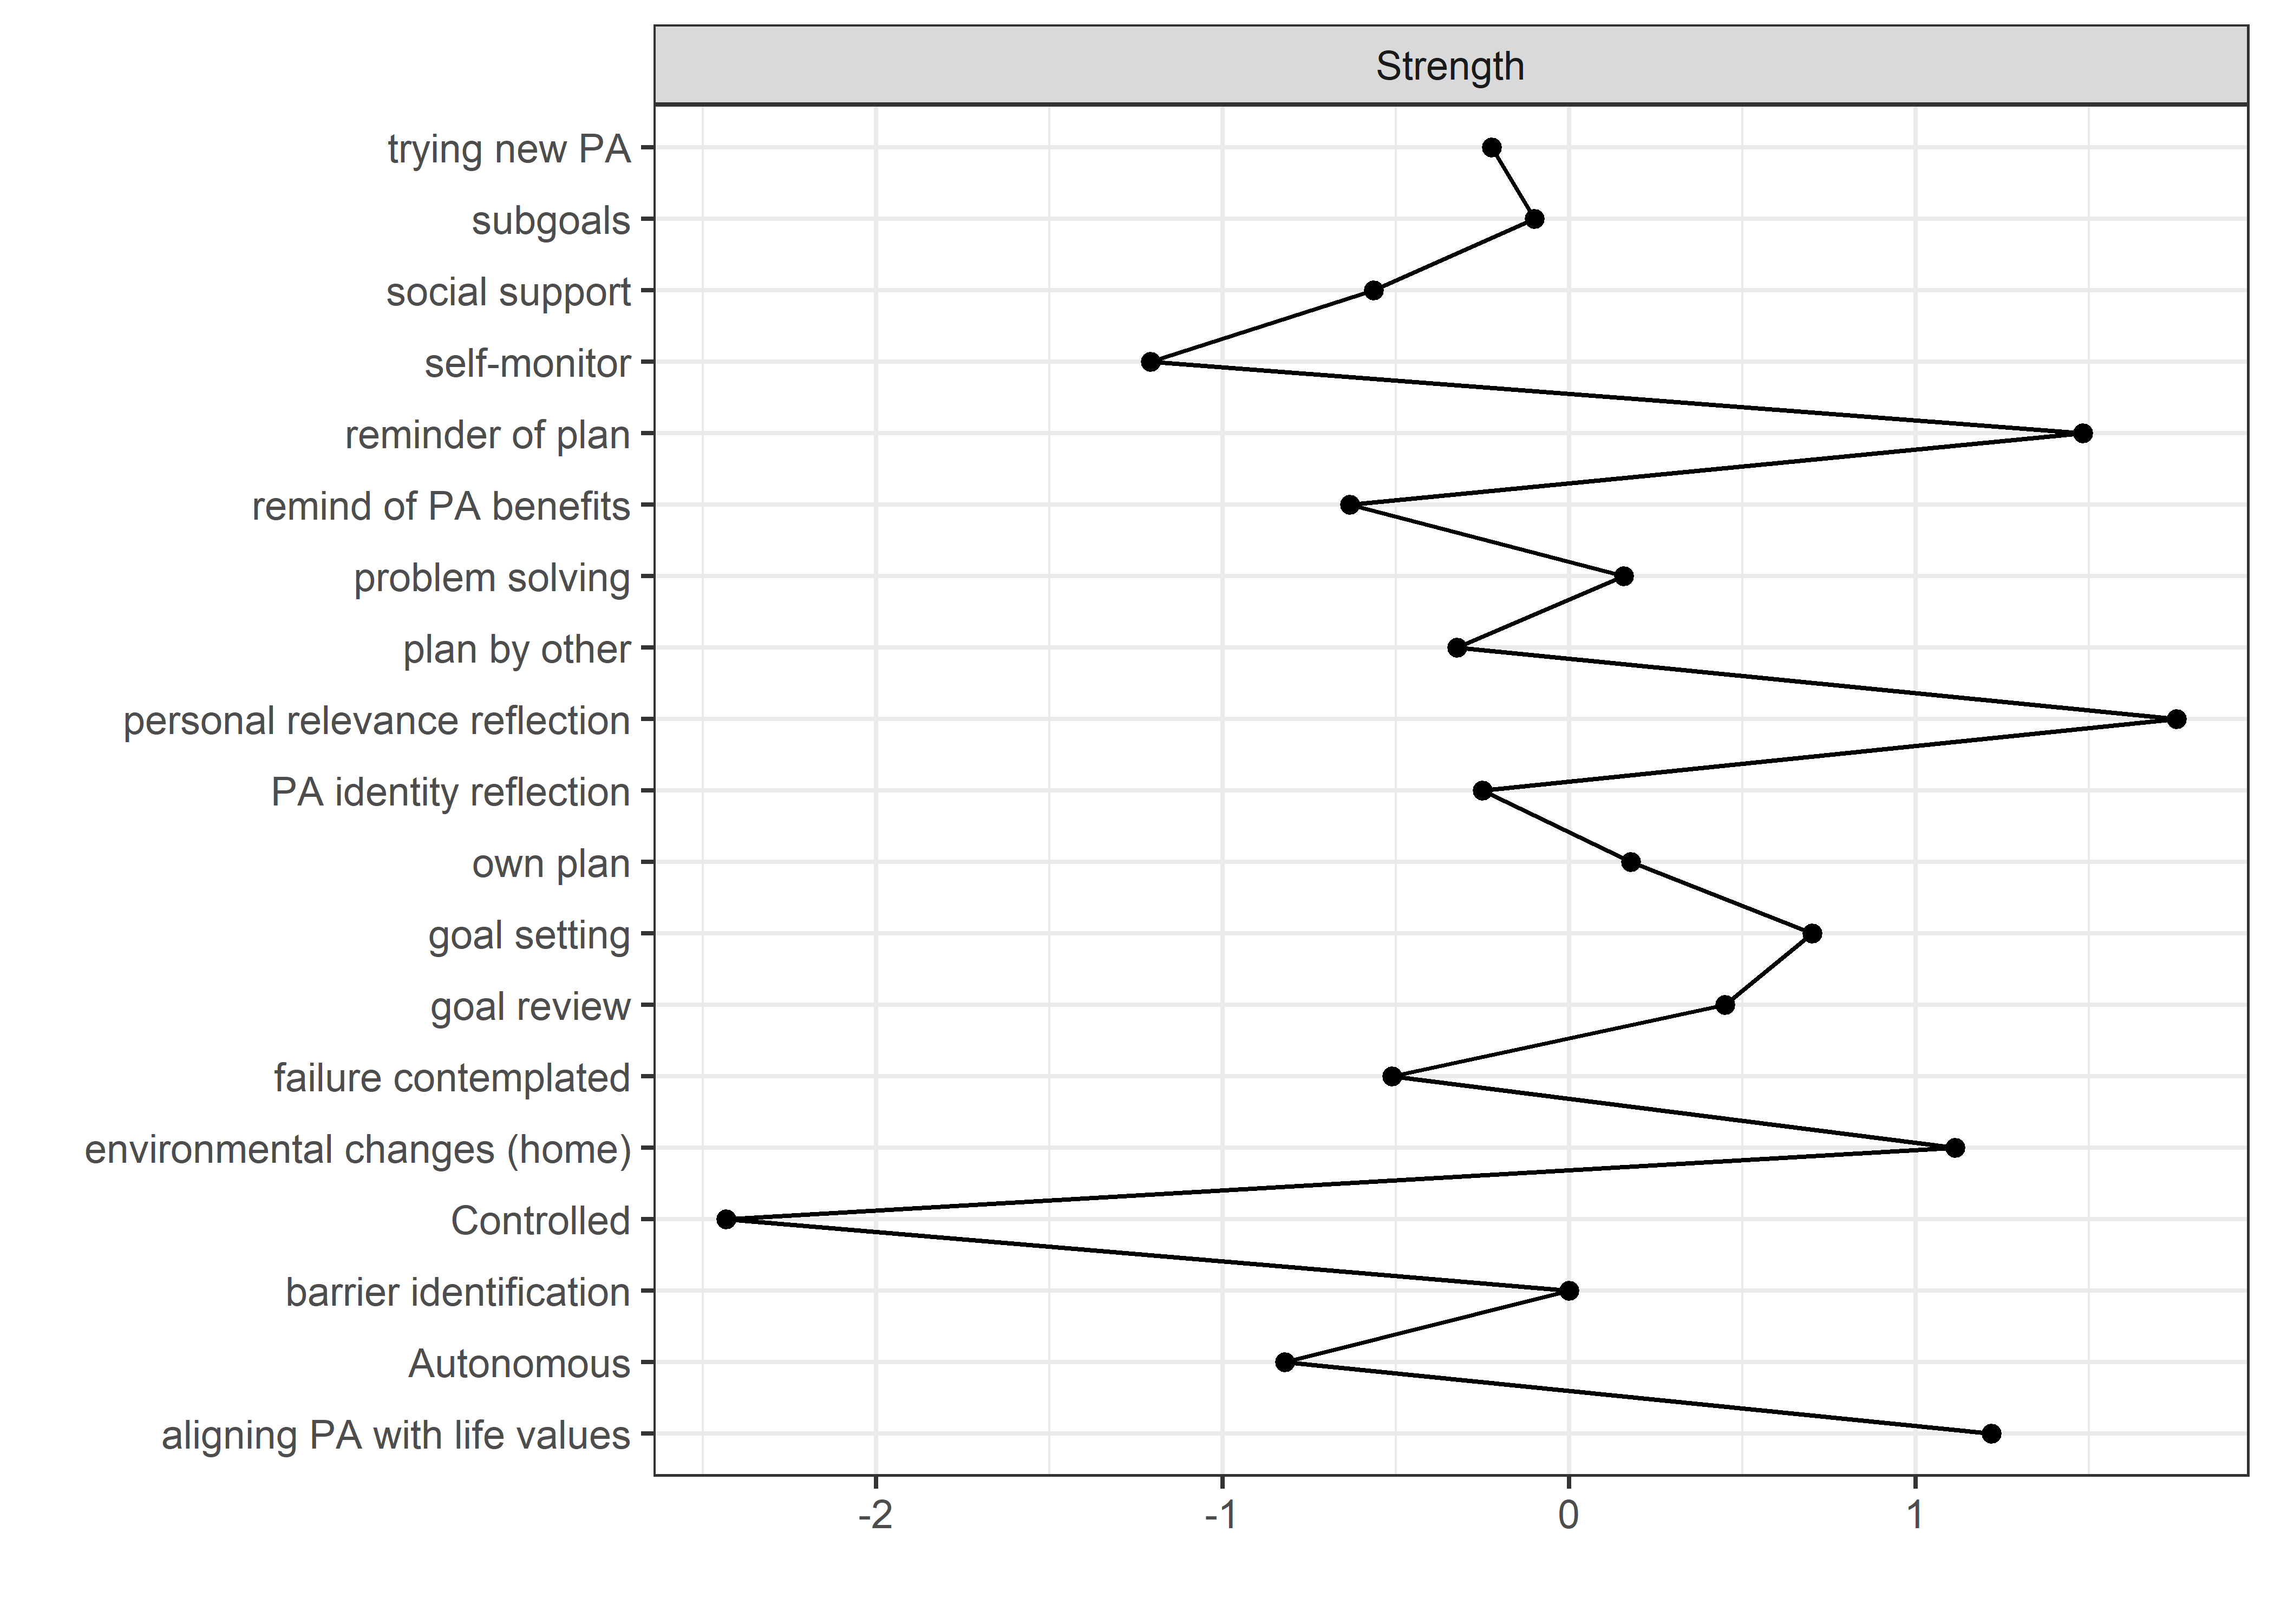 Strength
trying new PA
subgoals
social support
self-monitor
reminder of plan
remind of PA benefits
problem solving
plan by other
personal relevance reflection
PA identity reflection
own plan
goal setting
goal review
failure contemplated
environmental changes (home)
Controlled
barrier identification
Autonomous
aligning PA with life values
-2 -1 0 1